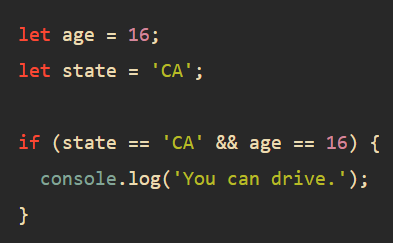 let age = 16;
let state = 'CA';
if (state == 'CA' && age == 16) {
console.log('You can drive.');
}